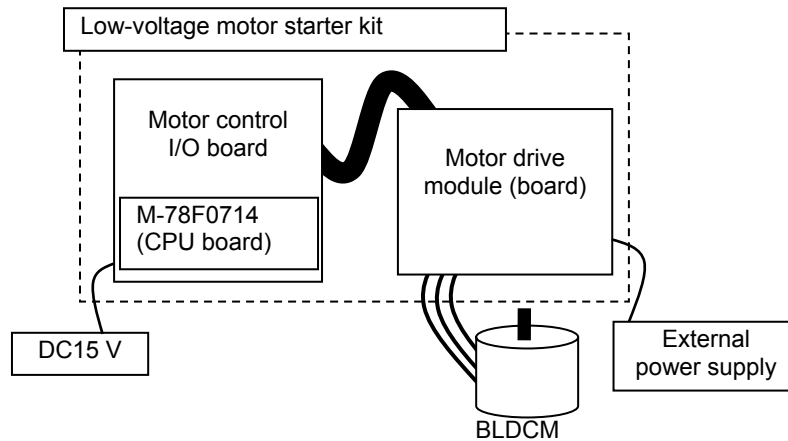 Low-voltage motor starter kit
Motor control
I/O board
M-78F0714
(CPU board)
Motor drive
module (board)
DC15 V
External
power supply
BLDCM